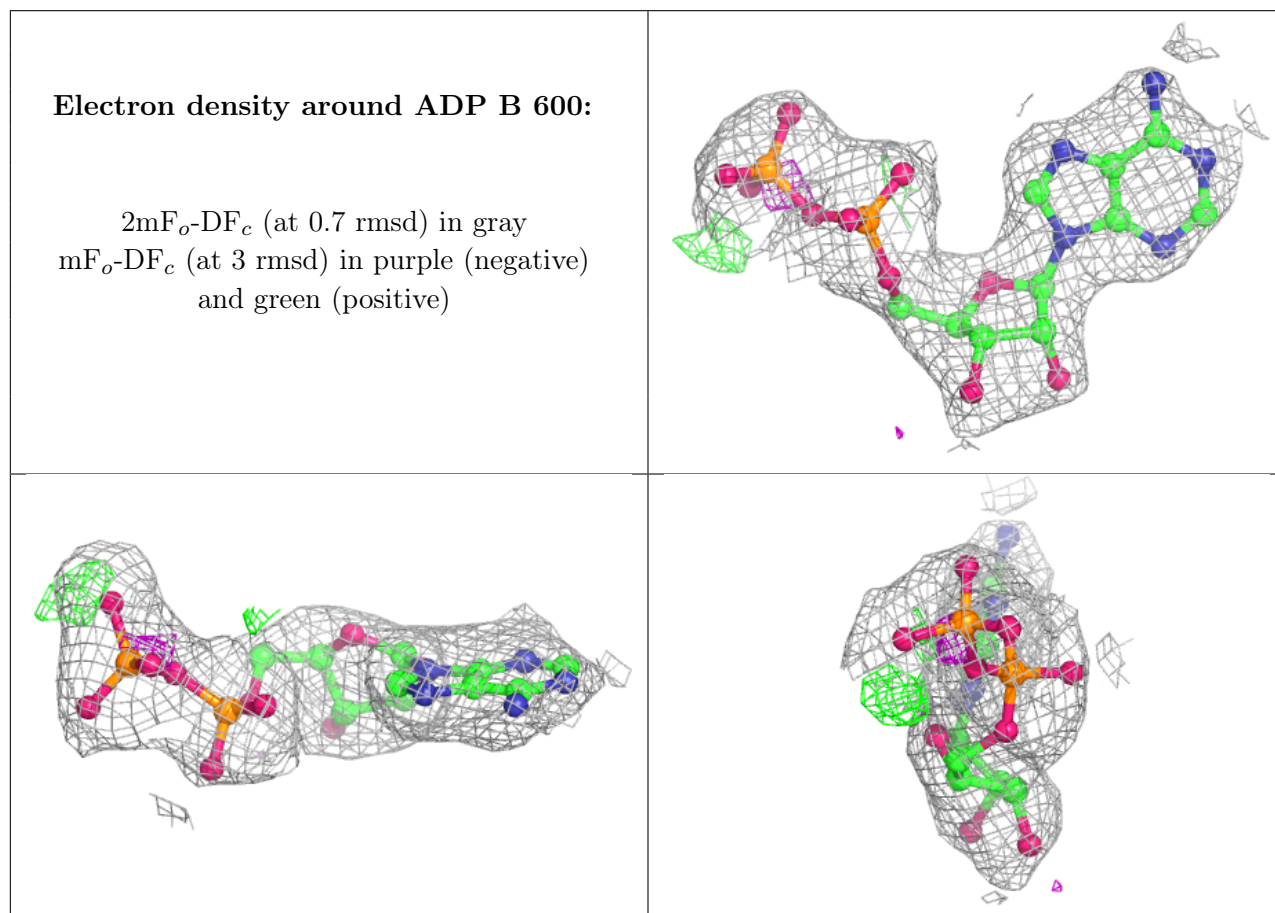 Electron density around ADP B 600:
2mFₒ-DF𝒸 (at 0.7 rmsd) in gray
mFₒ-DF𝒸 (at 3 rmsd) in purple (negative)
and green (positive)